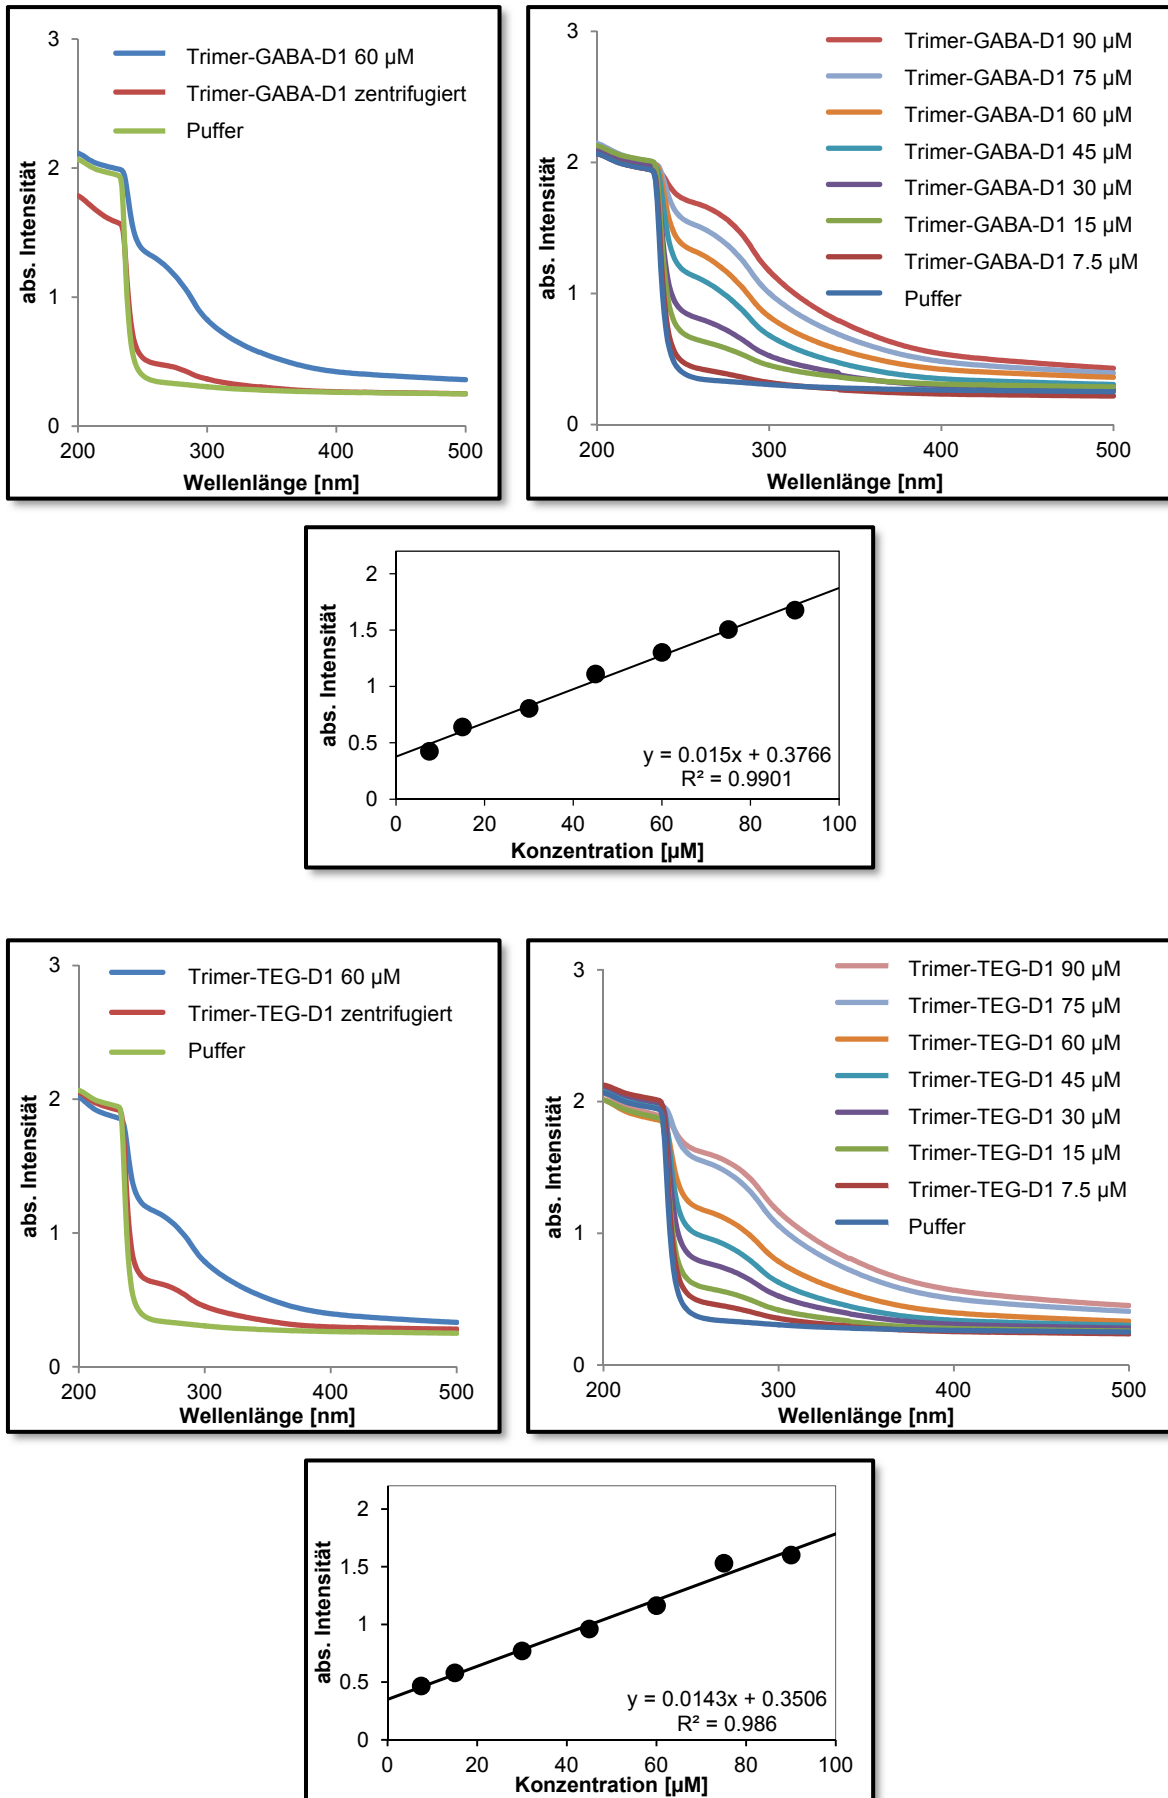 3
2
1
0
200
300
400
500
abs. Intensität
Wellenlänge [nm]
Trimer-GABA-D1 60 µM
Trimer-GABA-D1 zentrifugiert
Puffer
3
2
1
0
200
300
400
500
abs. Intensität
Wellenlänge [nm]
Trimer-GABA-D1 90 µM
Trimer-GABA-D1 75 µM
Trimer-GABA-D1 60 µM
Trimer-GABA-D1 45 µM
Trimer-GABA-D1 30 µM
Trimer-GABA-D1 15 µM
Trimer-GABA-D1 7.5 µM
Puffer
2
1.5
1
0.5
0
0
20
40
60
80
100
abs. Intensität
Konzentration [µM]
y = 0.015x + 0.3766
R² = 0.9901
3
2
1
0
200
300
400
500
abs. Intensität
Wellenlänge [nm]
Trimer-TEG-D1 60 µM
Trimer-TEG-D1 zentrifugiert
Puffer
3
2
1
0
200
300
400
500
abs. Intensität
Wellenlänge [nm]
Trimer-TEG-D1 90 µM
Trimer-TEG-D1 75 µM
Trimer-TEG-D1 60 µM
Trimer-TEG-D1 45 µM
Trimer-TEG-D1 30 µM
Trimer-TEG-D1 15 µM
Trimer-TEG-D1 7.5 µM
Puffer
2
1.5
1
0.5
0
0
20
40
60
80
100
abs. Intensität
Konzentration [µM]
y = 0.0143x + 0.3506
R² = 0.986